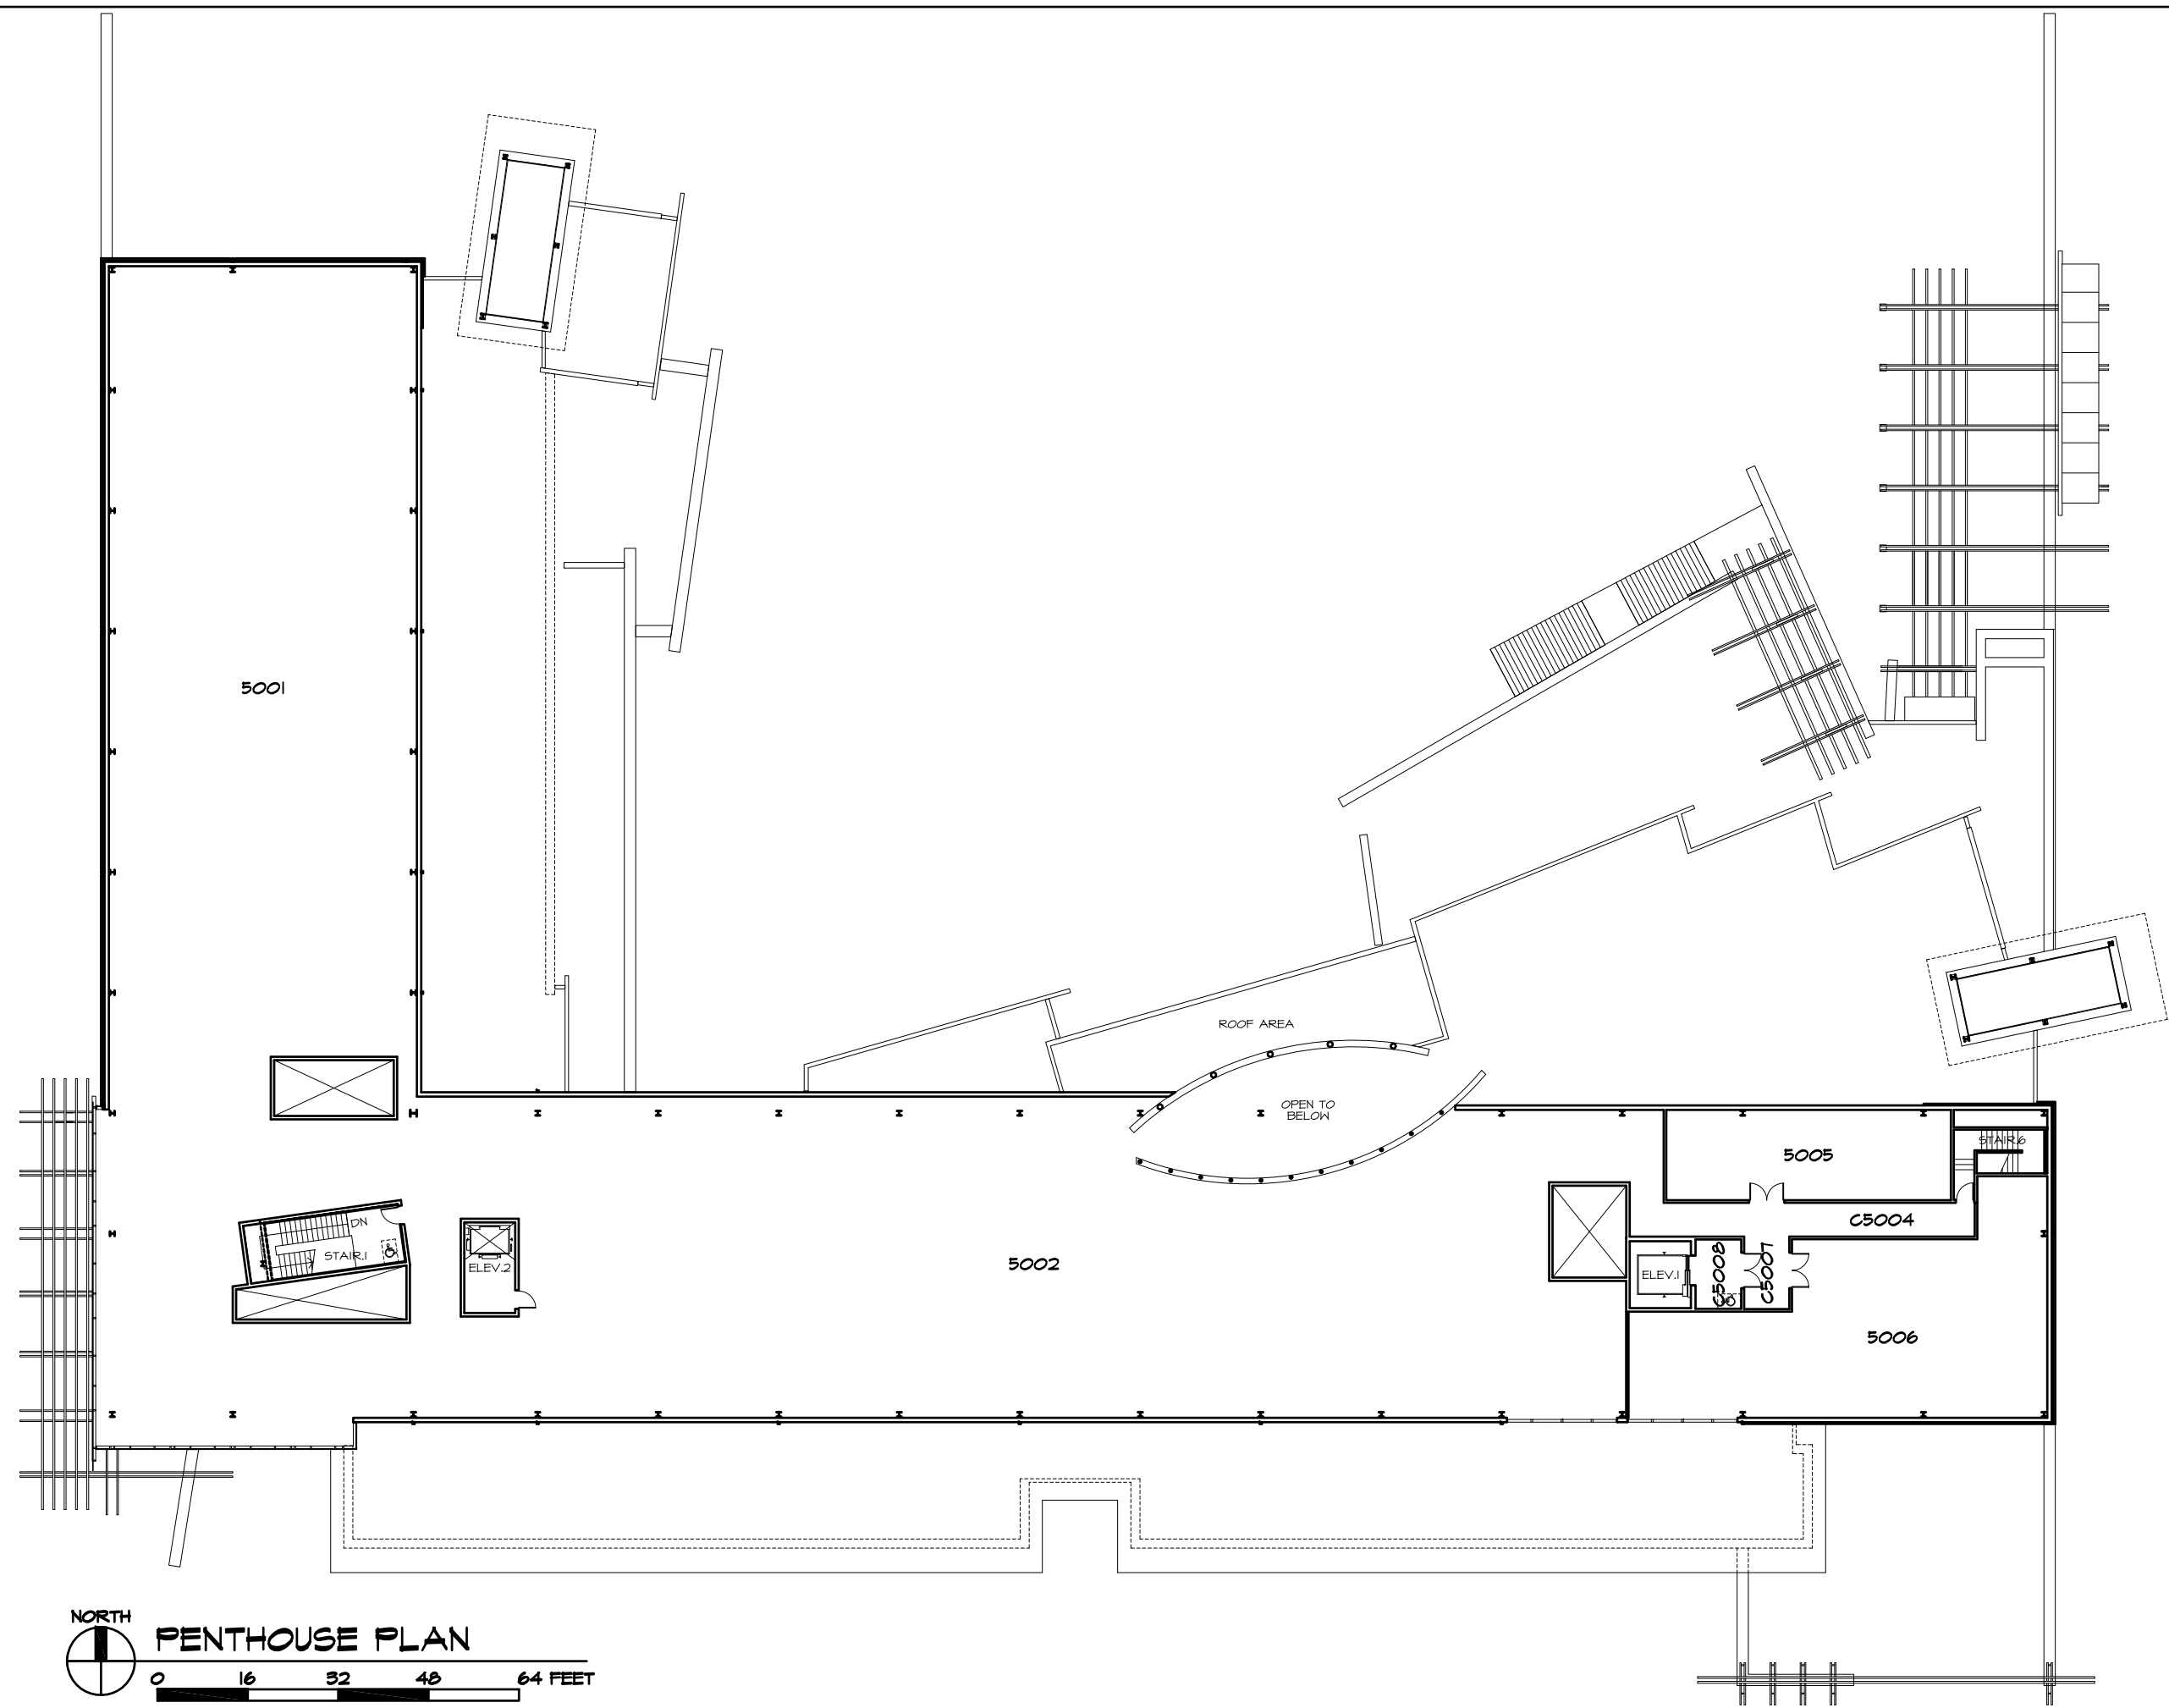 5001
ROOF AREA
OPEN TO
BELOW
STAIR.6
5005
DN
C5004
STAIR.1
5002
ELEV.2
ELEV.1
C5008
C5007
5006
NORTH
PENTHOUSE PLAN
0 16 32 48 64 FEET